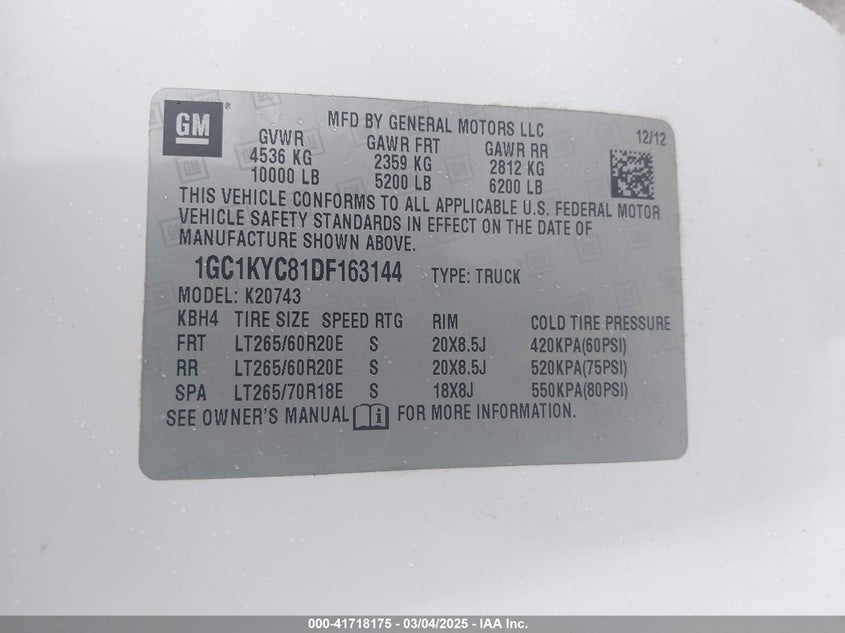 GM
MFD BY GENERAL MOTORS LLC
12/12
GVWR GAWR FRT GAWR RR
4536 KG 2359 KG 2812 KG
10000 LB 5200 LB 6200 LB
THIS VEHICLE CONFORMS TO ALL APPLICABLE U.S. FEDERAL MOTOR
VEHICLE SAFETY STANDARDS IN EFFECT ON THE DATE OF
MANUFACTURE SHOWN ABOVE.
1GC1KYC81DF163144 TYPE: TRUCK
MODEL: K20743
KBH4 TIRE SIZE SPEED RTG RIM COLD TIRE PRESSURE
FRT LT265/60R20E S 20X8.5J 420KPA(60PSI)
RR LT265/60R20E S 20X8.5J 520KPA(75PSI)
SPA LT265/70R18E S 18X8J 550KPA(80PSI)
SEE OWNER'S MANUAL FOR MORE INFORMATION.
000-41718175 - 03/04/2025 - IAA Inc.